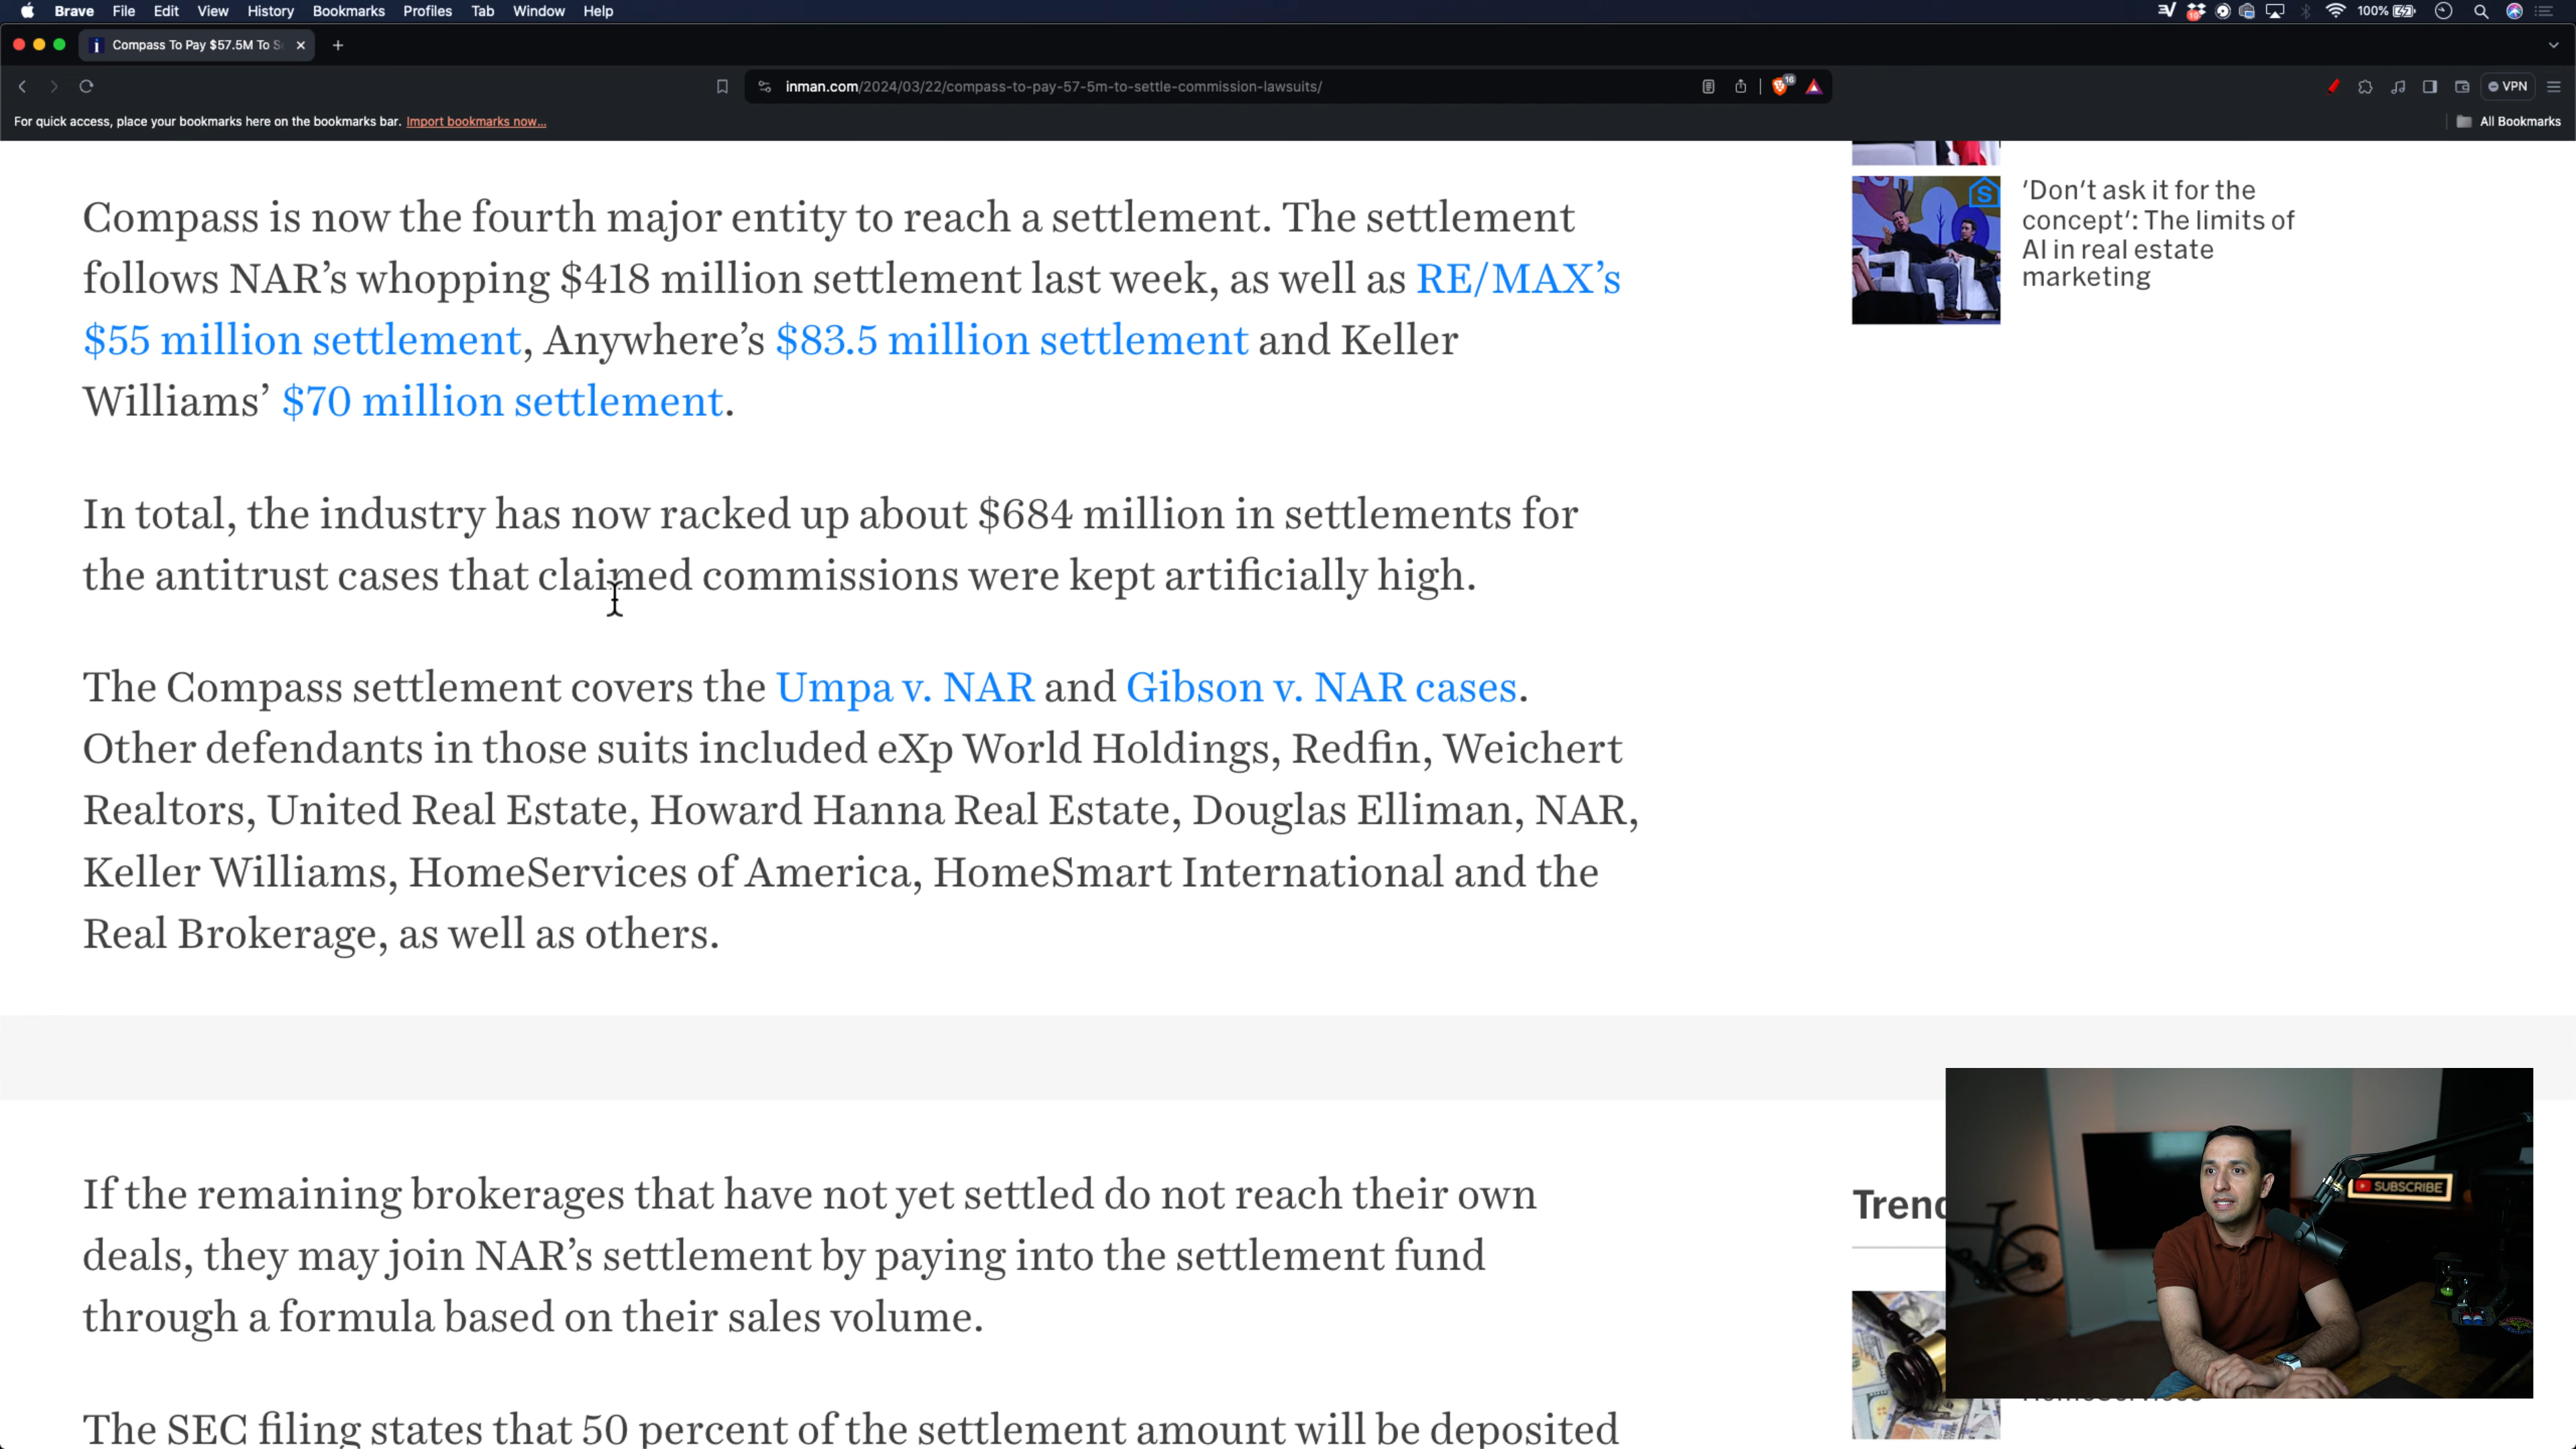 Brave File Edit View History Bookmarks Profiles Tab Window Help
100%
Compass To Pay $57.5M To S
inman.com/2024/03/22/compass-to-pay-57-5m-to-settle-commission-lawsuits/
16
VPN
For quick access, place your bookmarks here on the bookmarks bar. Import bookmarks now...
All Bookmarks
Compass is now the fourth major entity to reach a settlement. The settlement
follows NAR’s whopping $418 million settlement last week, as well as RE/MAX’s
$55 million settlement, Anywhere’s $83.5 million settlement and Keller
Williams’ $70 million settlement.
In total, the industry has now racked up about $684 million in settlements for
the antitrust cases that claimed commissions were kept artificially high.
The Compass settlement covers the Umpa v. NAR and Gibson v. NAR cases.
Other defendants in those suits included eXp World Holdings, Redfin, Weichert
Realtors, United Real Estate, Howard Hanna Real Estate, Douglas Elliman, NAR,
Keller Williams, HomeServices of America, HomeSmart International and the
Real Brokerage, as well as others.
If the remaining brokerages that have not yet settled do not reach their own
deals, they may join NAR’s settlement by paying into the settlement fund
through a formula based on their sales volume.
The SEC filing states that 50 percent of the settlement amount will be deposited
S
'Don't ask it for the
concept': The limits of
AI in real estate
marketing
Trend
SUBSCRIBE